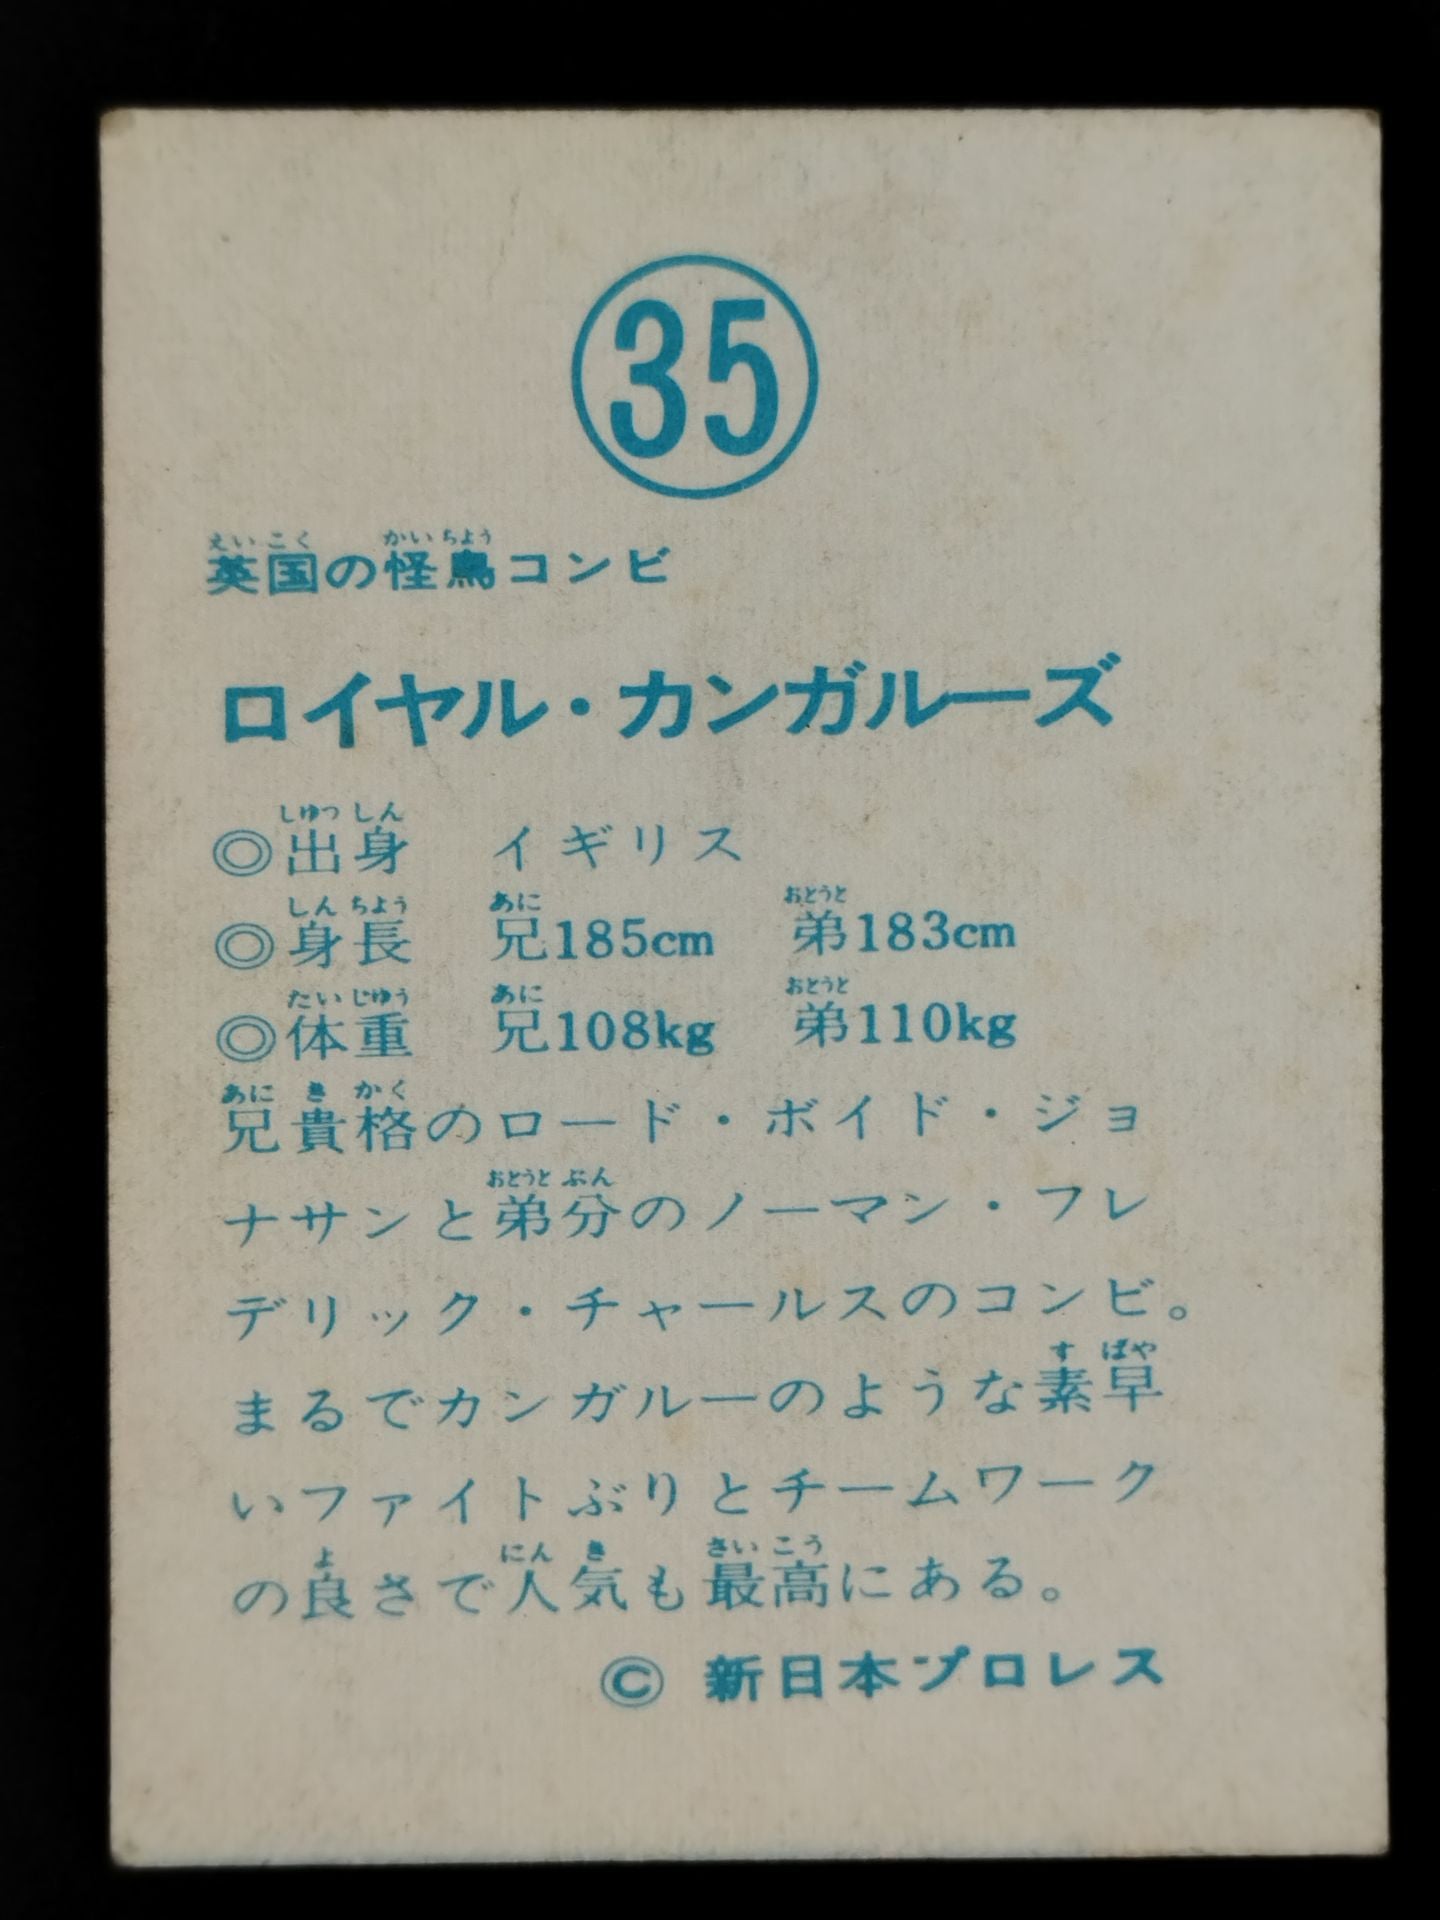 35
えいこく かいちよう
英国の怪鳥コンビ
ロイヤル・カンガルーズ
しゆつしん
◎出身 イギリス
しんちよう あに おとうと
◎身長 兄185cm 弟183cm
たいじゆう あに おとうと
◎体重 兄108kg 弟110kg
あにきかく
兄貴格のロード・ボイド・ジョ
おとうとぶん
ナサンと弟分のノーマン・フレ
デリック・チャールスのコンビ。
すばや
まるでカンガルーのような素早
いファイトぶりとチームワーク
よ にんき さいこう
の良さで人気も最高にある。
© 新日本プロレス